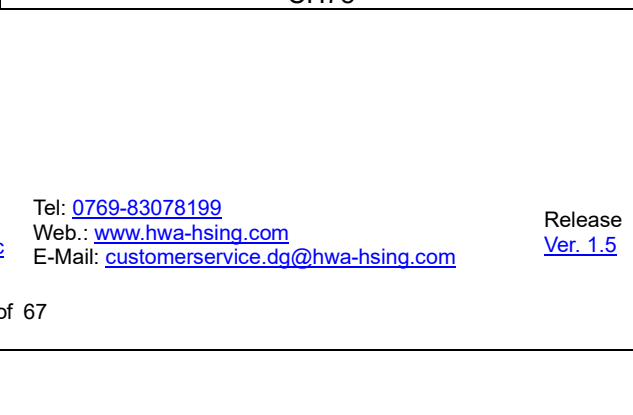 Tel: 0769-83078199
Web.: www.hwa-hsing.com
E-Mail: customerservice.dg@hwa-hsing.com
Release
Ver. 1.5
of 67